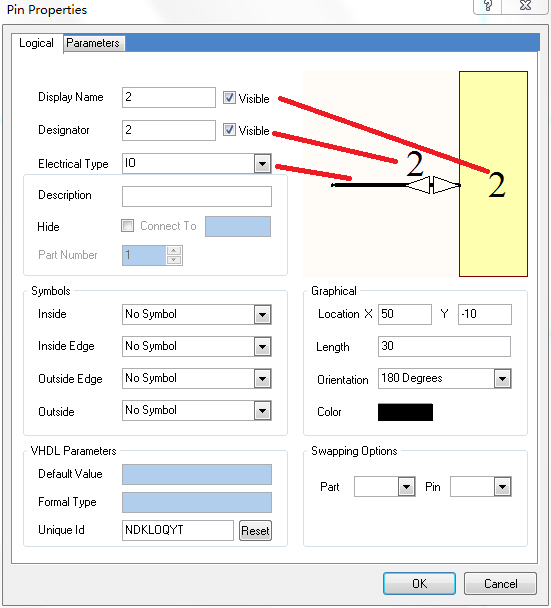 Pin Properties
?
Logical Parameters
Display Name 2 Visible
Designator 2 Visible
2
2
Electrical Type IO
Description
Hide Connect To
Part Number 1
Symbols
Inside No Symbol
Inside Edge No Symbol
Outside Edge No Symbol
Outside No Symbol
Graphical
Location X 50 Y -10
Length 30
Orientation 180 Degrees
Color
VHDL Parameters
Default Value
Formal Type
Unique Id NDKLOQYT Reset
Swapping Options
Part Pin
OK Cancel